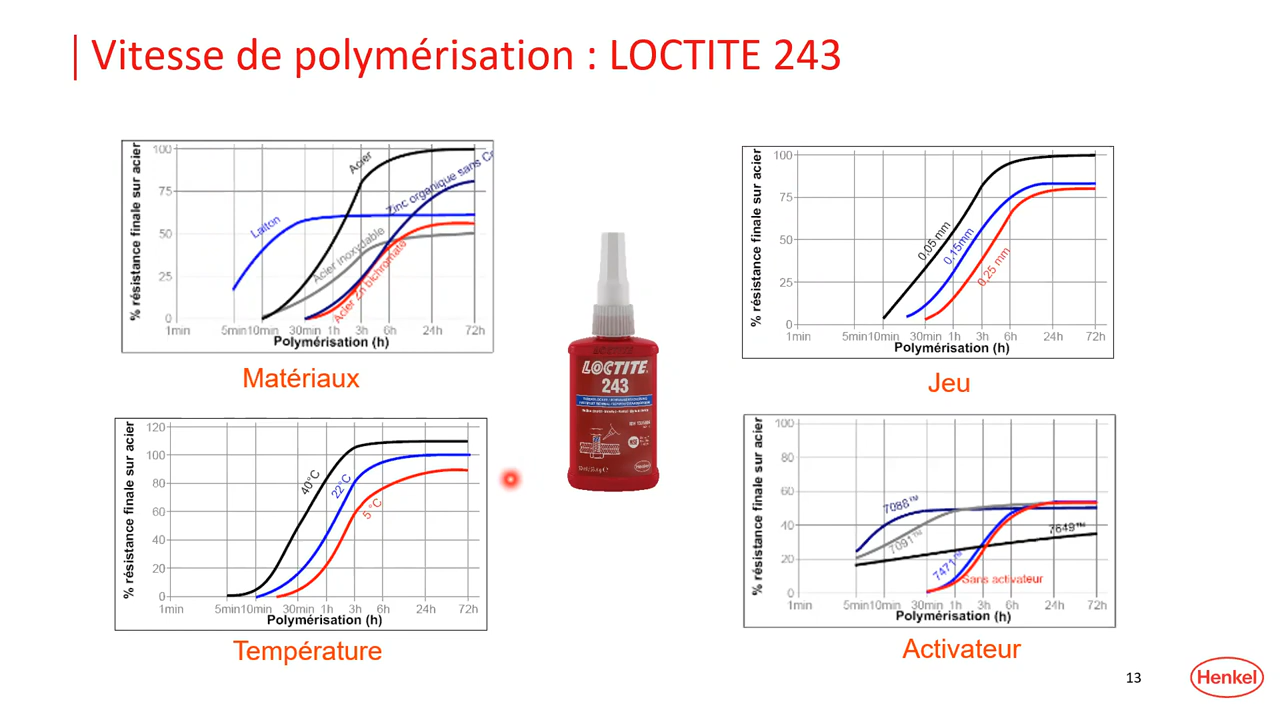 Vitesse de polymérisation : LOCTITE 243
% résistance finale sur acier
100
75
50
25
0
Laiton
Acier
Zinc organique sans Cr
Acier inoxydable
Acier Zn bichromate
1min 5min 10min 30min 1h 3h 6h 24h 72h
Polymérisation (h)
Matériaux
% résistance finale sur acier
100
75
50
25
0
0,05 mm
0,15mm
0,25 mm
1min 5min 10min 30min 1h 3h 6h 24h 72h
Polymérisation (h)
Jeu
LOCTITE
243
Henkel
% résistance finale sur acier
120
100
80
60
40
20
0
40°C
22°C
5 °C
1min 5min 10min 30min 1h 3h 6h 24h 72h
Polymérisation (h)
Température
% résistance finale sur acier
100
80
60
40
20
0
7088™
7091™
7649™
7471™
Sans activateur
1min 5min 10min 30min 1h 3h 6h 24h 72h
Polymérisation (h)
Activateur
13
Henkel